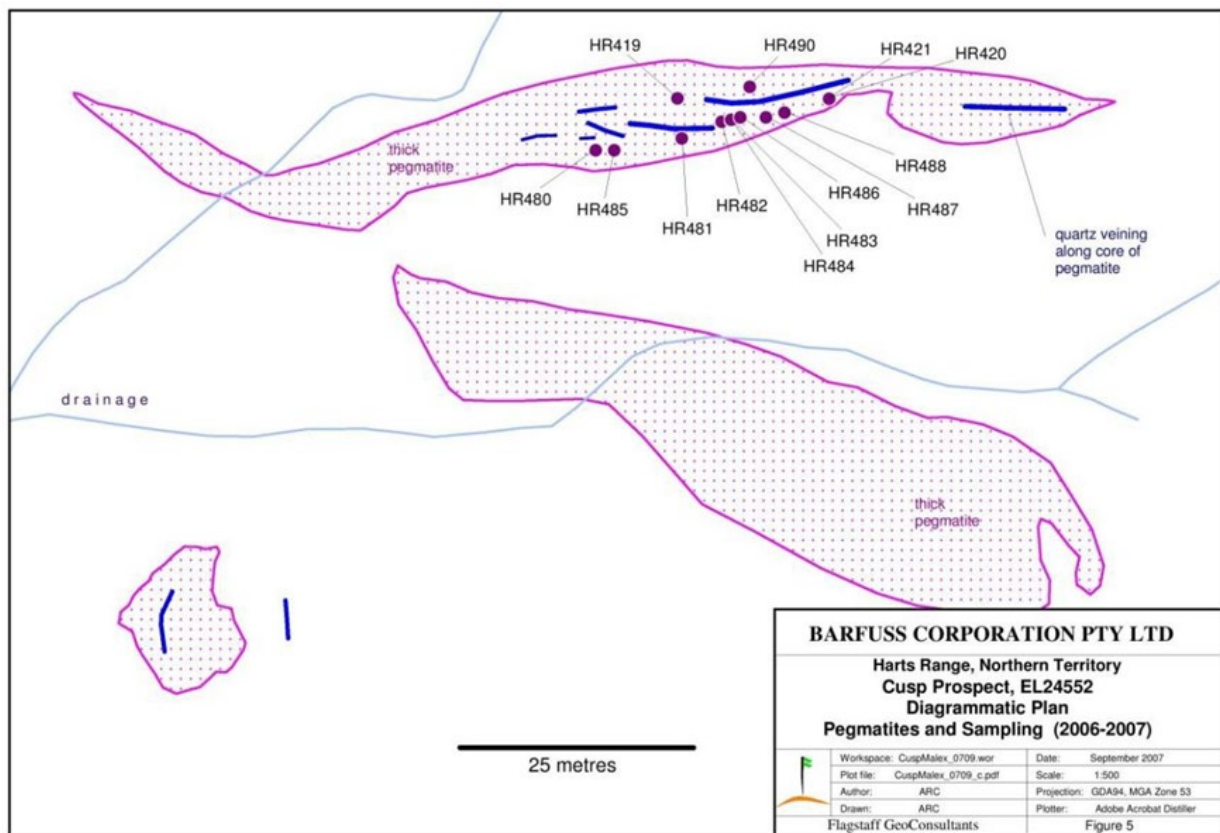 HR419
HR490
HR421
HR420
thick
pegmatite
HR480
HR485
HR481
HR482
HR488
HR486
HR487
HR483
HR484
quartz veining
along core of
pegmatite
drainage
thick
pegmatite
25 metres
BARFUSS CORPORATION PTY LTD
Harts Range, Northern Territory
Cusp Prospect, EL24552
Diagrammatic Plan
Pegmatites and Sampling (2006-2007)
Workspace: CuspMalex_0709.wor Date: September 2007
Plot file: CuspMalex_0709_c.pdf Scale: 1:500
Author: ARC Projection: GDA94, MGA Zone 53
Drawn: ARC Plotter: Adobe Acrobat Distiller
Flagstaff GeoConsultants Figure 5